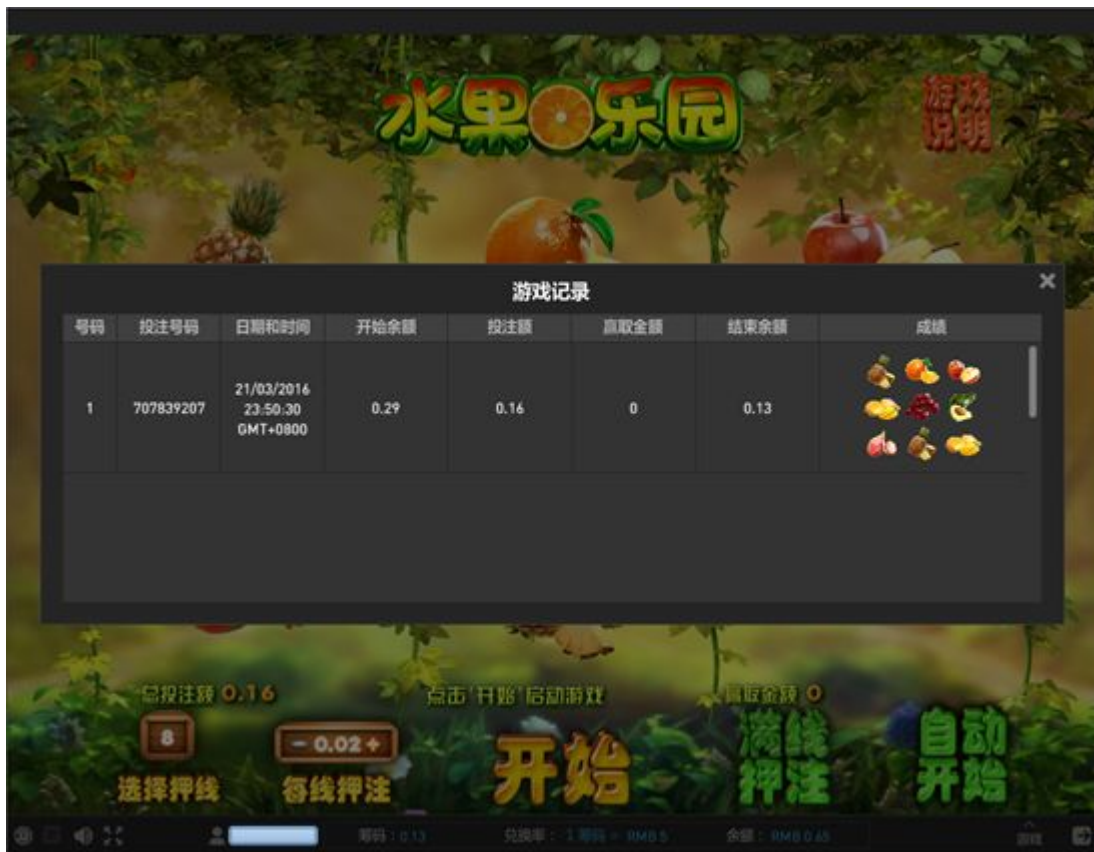 水果乐园
游戏
说明
游戏记录
号码 投注号码 日期和时间 开始余额 投注额 赢取金额 结束余额 成绩
21/03/2016
1 707839207 23:50:30 0.29 0.16 0 0.13
GMT+0800
总投注额 0.16 点击'开始'启动游戏 赢取金额 0
8 - 0.02 + 开始 满线 自动
选择押线 每线押注 押注 开始
筹码：0.13 兑换率： 1 筹码 = RMB 5 余额： RMB 0.65 游戏